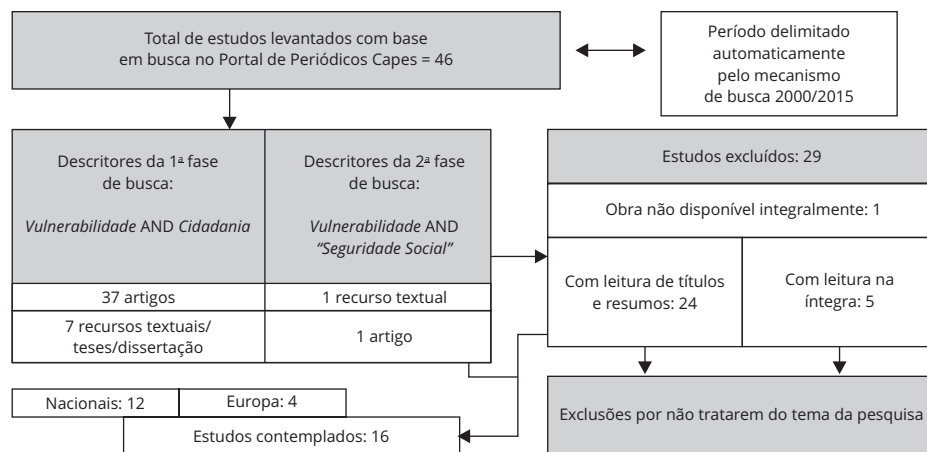 Total de estudos levantados com base
em busca no Portal de Periódicos Capes = 46
Período delimitado
automaticamente
pelo mecanismo
de busca 2000/2015
Descritores da 1ª fase
de busca:
Vulnerabilidade AND Cidadania
Descritores da 2ª fase
de busca:
Vulnerabilidade AND
“Seguridade Social”
37 artigos
1 recurso textual
7 recursos textuais/
teses/dissertação
1 artigo
Estudos excluídos: 29
Obra não disponível integralmente: 1
Com leitura de títulos
e resumos: 24
Com leitura na
íntegra: 5
Exclusões por não tratarem do tema da pesquisa
Nacionais: 12
Europa: 4
Estudos contemplados: 16